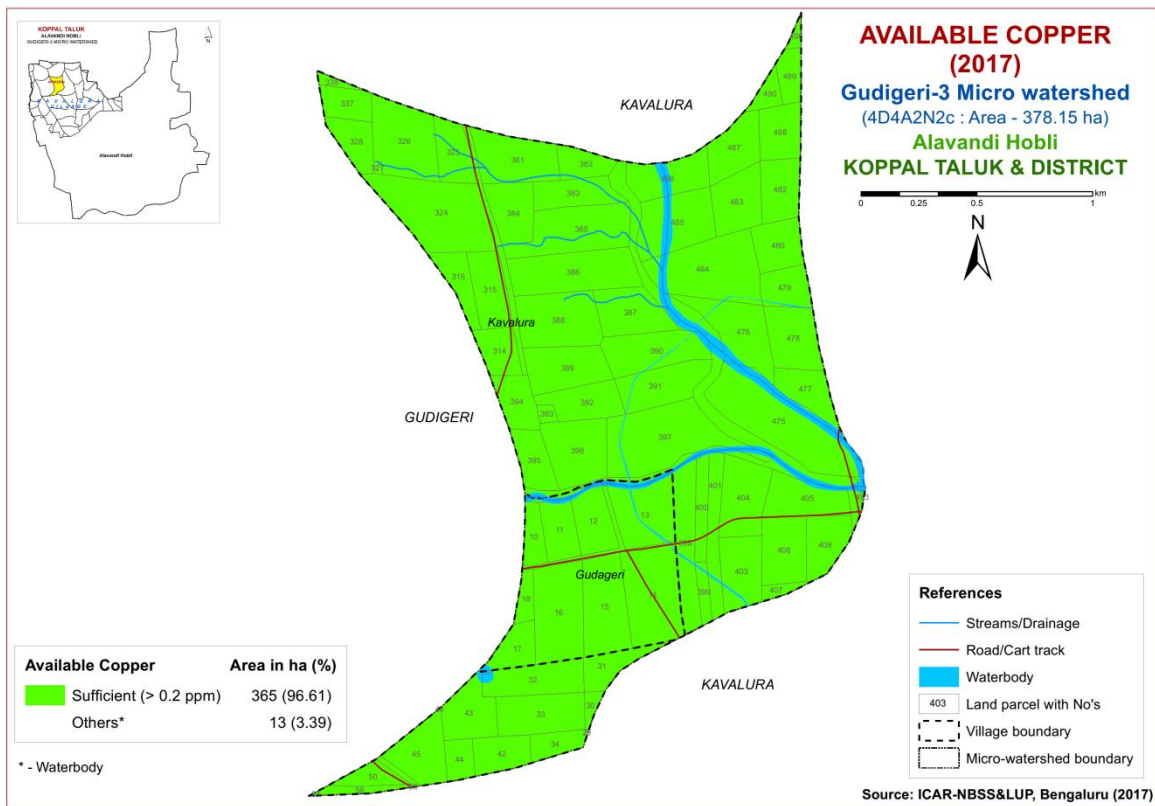 KOPPAL TALUK
ALAVANDI HOBLI
GUDIGERI-3 MICRO WATERSHED
N
KAVALURA
VILLAGE
Alavandi Hobli
AVAILABLE COPPER
(2017)
Gudigeri-3 Micro watershed
(4D4A2N2c : Area - 378.15 ha)
Alavandi Hobli
KOPPAL TALUK & DISTRICT
km
0 0.25 0.5 1
N
KAVALURA
489
490
337
488
328 326 325 381 382 487
327
486
383 482
324 384 483
485
385
480
316 386 484
315 479
Kavalura 388 387 476 478
314 390
389 391 477
394 392
393 475
GUDIGERI
397
395 396
401
404 405
400
10 11 12 13
406 408
Gudageri 403
18 16 15 14 399 407
17
31
32
KAVALURA
30
43 33
34
45 44 42
50
Available Copper Area in ha (%)
Sufficient (> 0.2 ppm) 365 (96.61)
Others* 13 (3.39)
* - Waterbody
References
Streams/Drainage
Road/Cart track
Waterbody
403 Land parcel with No's
Village boundary
Micro-watershed boundary
Source: ICAR-NBSS&LUP, Bengaluru (2017)